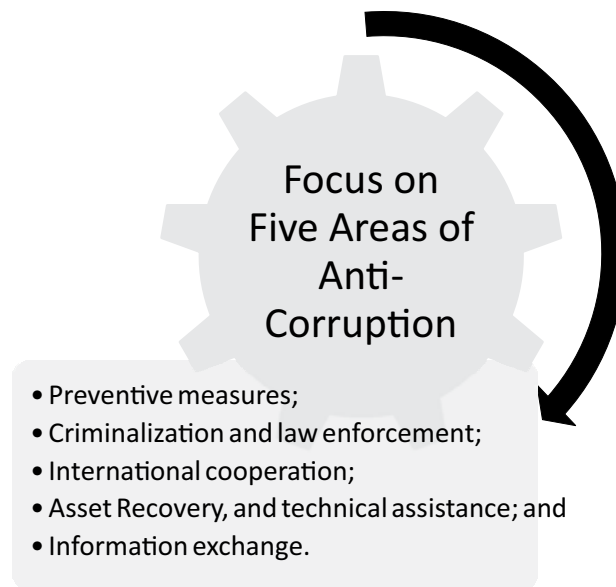 Focus on
Five Areas of
Anti-
Corruption
• Preventive measures;
• Criminalization and law enforcement;
• International cooperation;
• Asset Recovery, and technical assistance; and
• Information exchange.